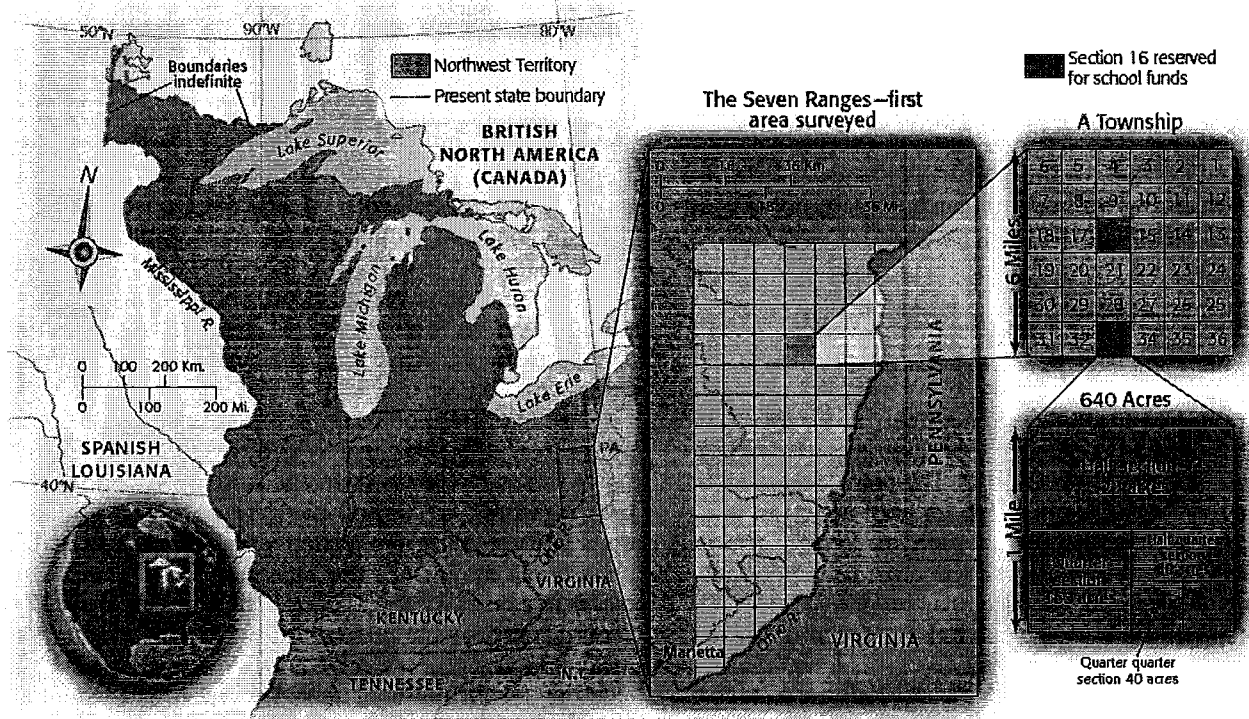 50°N
90°W
80°W
Boundaries
indefinite
Northwest Territory
Present state boundary
Lake Superior
BRITISH
NORTH AMERICA
(CANADA)
N
Mississippi R.
Lake Michigan
Lake Huron
Lake Erie
0 100 200 Km.
0 100 200 Mi.
SPANISH
LOUISIANA
40°N
PA.
VIRGINIA
KENTUCKY
TENNESSEE
N.C.
The Seven Ranges—first
area surveyed
PENNSYLVANIA
Ohio R.
Marietta
VIRGINIA
Section 16 reserved
for school funds
A Township
6 Miles
6 5 4 3 2 1
7 8 9 10 11 12
18 17 15 14 13
19 20 21 22 23 24
30 29 28 27 26 25
31 32 34 35 36
640 Acres
1 Mile
Quarter quarter
section 40 acres